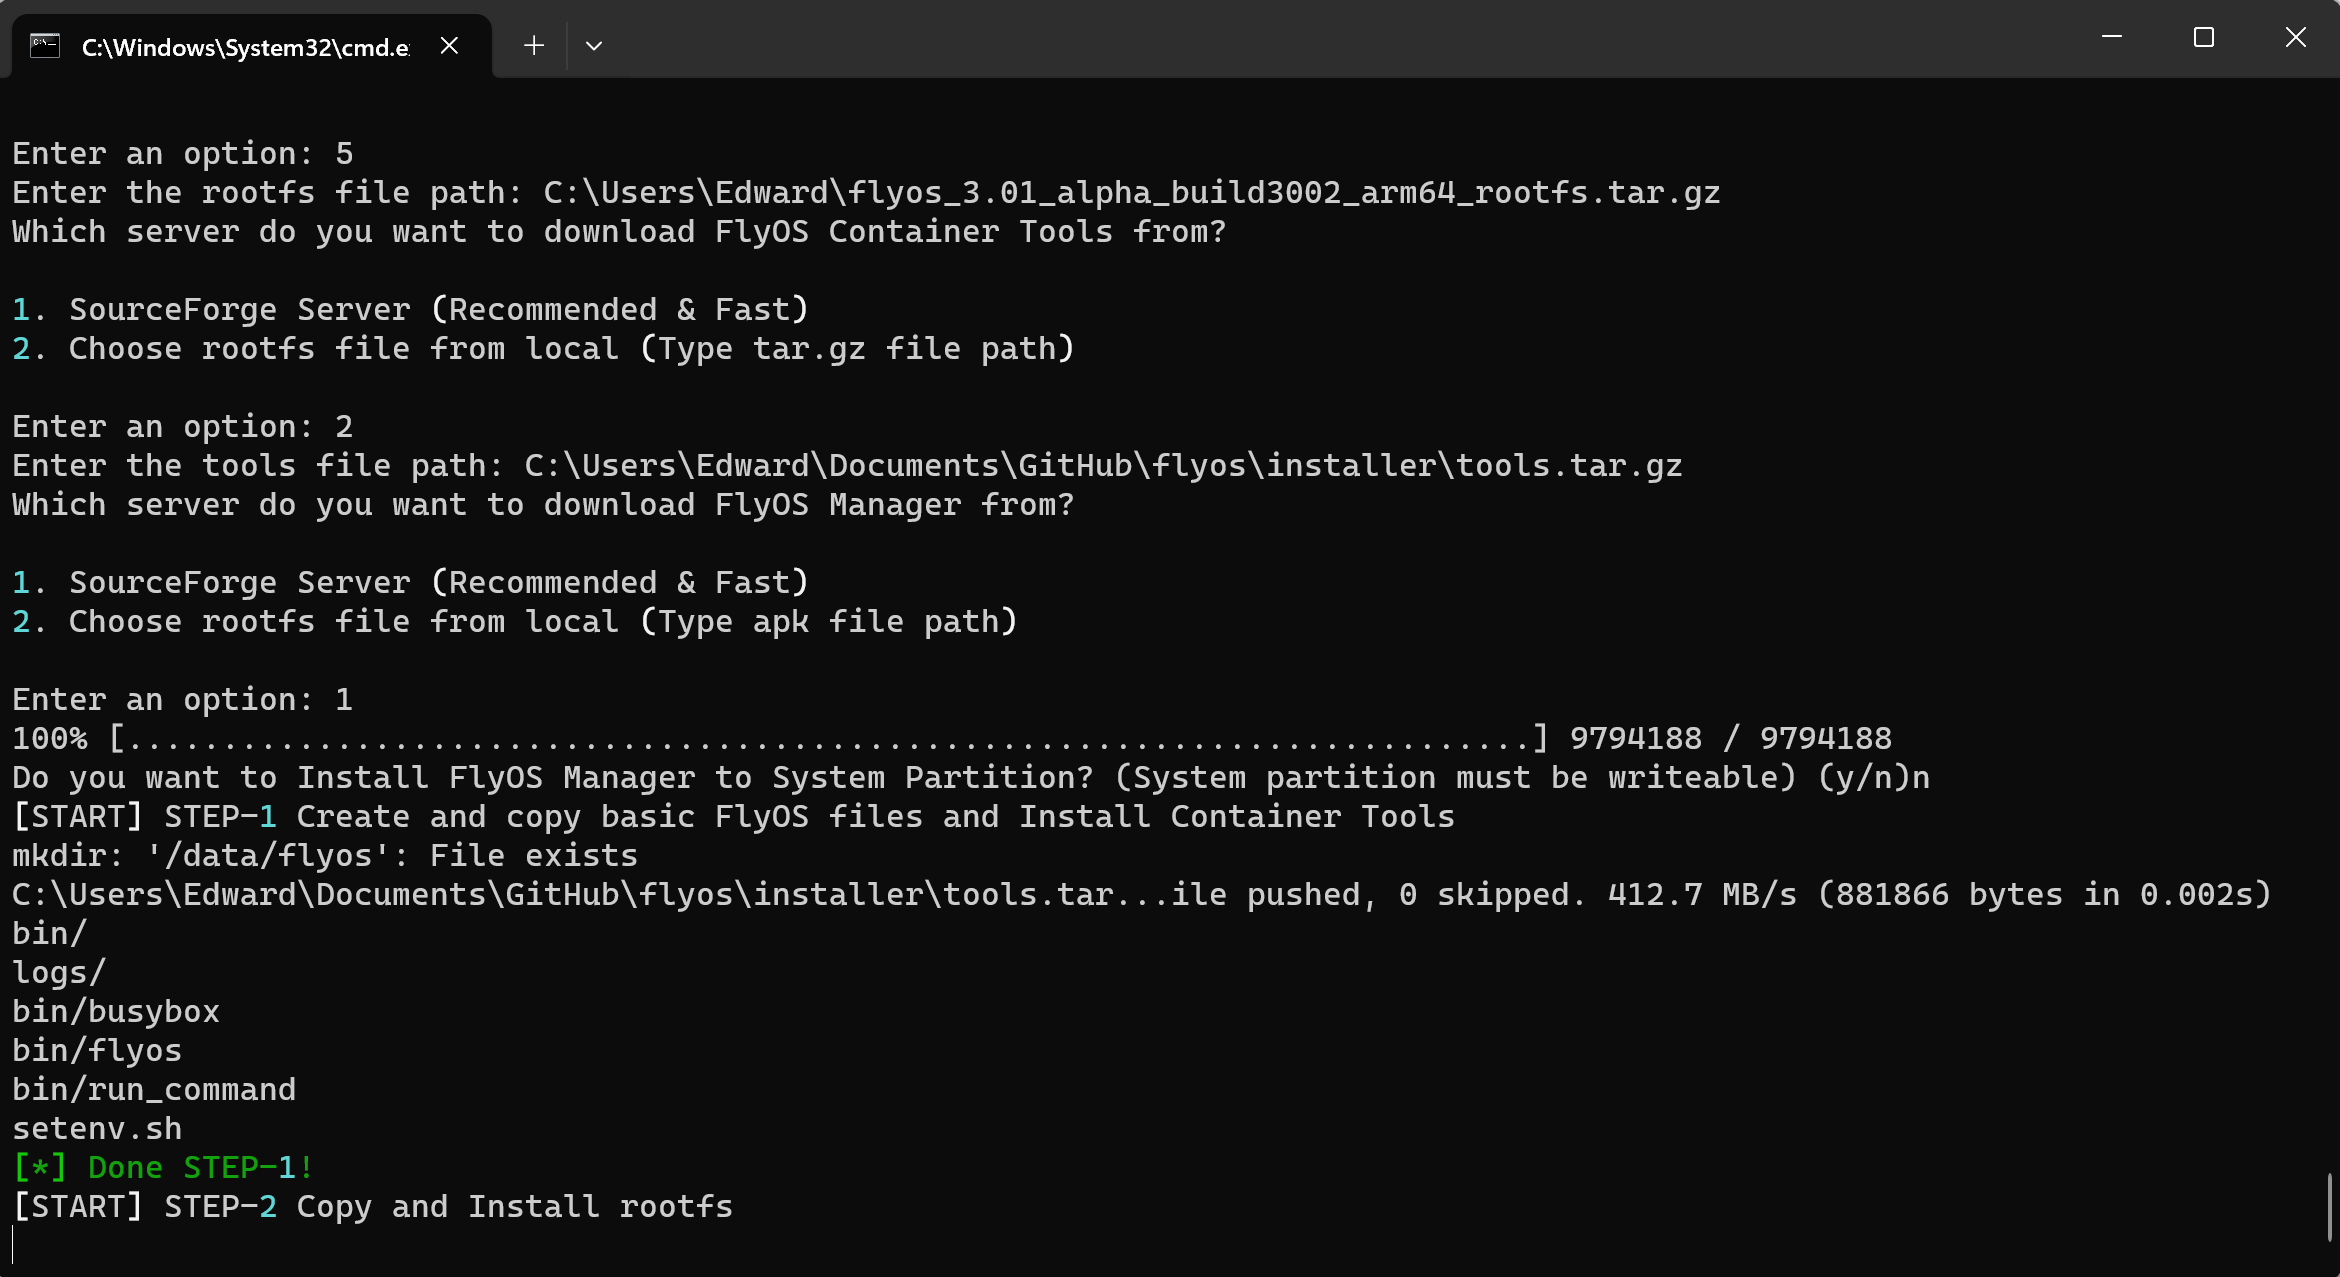 C:\Windows\System32\cmd.e
Enter an option: 5
Enter the rootfs file path: C:\Users\Edward\flyos_3.01_alpha_build3002_arm64_rootfs.tar.gz
Which server do you want to download FlyOS Container Tools from?
1. SourceForge Server (Recommended & Fast)
2. Choose rootfs file from local (Type tar.gz file path)
Enter an option: 2
Enter the tools file path: C:\Users\Edward\Documents\GitHub\flyos\installer\tools.tar.gz
Which server do you want to download FlyOS Manager from?
1. SourceForge Server (Recommended & Fast)
2. Choose rootfs file from local (Type apk file path)
Enter an option: 1
100% [..........................................................................] 9794188 / 9794188
Do you want to Install FlyOS Manager to System Partition? (System partition must be writeable) (y/n)n
[START] STEP-1 Create and copy basic FlyOS files and Install Container Tools
mkdir: '/data/flyos': File exists
C:\Users\Edward\Documents\GitHub\flyos\installer\tools.tar...ile pushed, 0 skipped. 412.7 MB/s (881866 bytes in 0.002s)
bin/
logs/
bin/busybox
bin/flyos
bin/run_command
setenv.sh
[*] Done STEP-1!
[START] STEP-2 Copy and Install rootfs